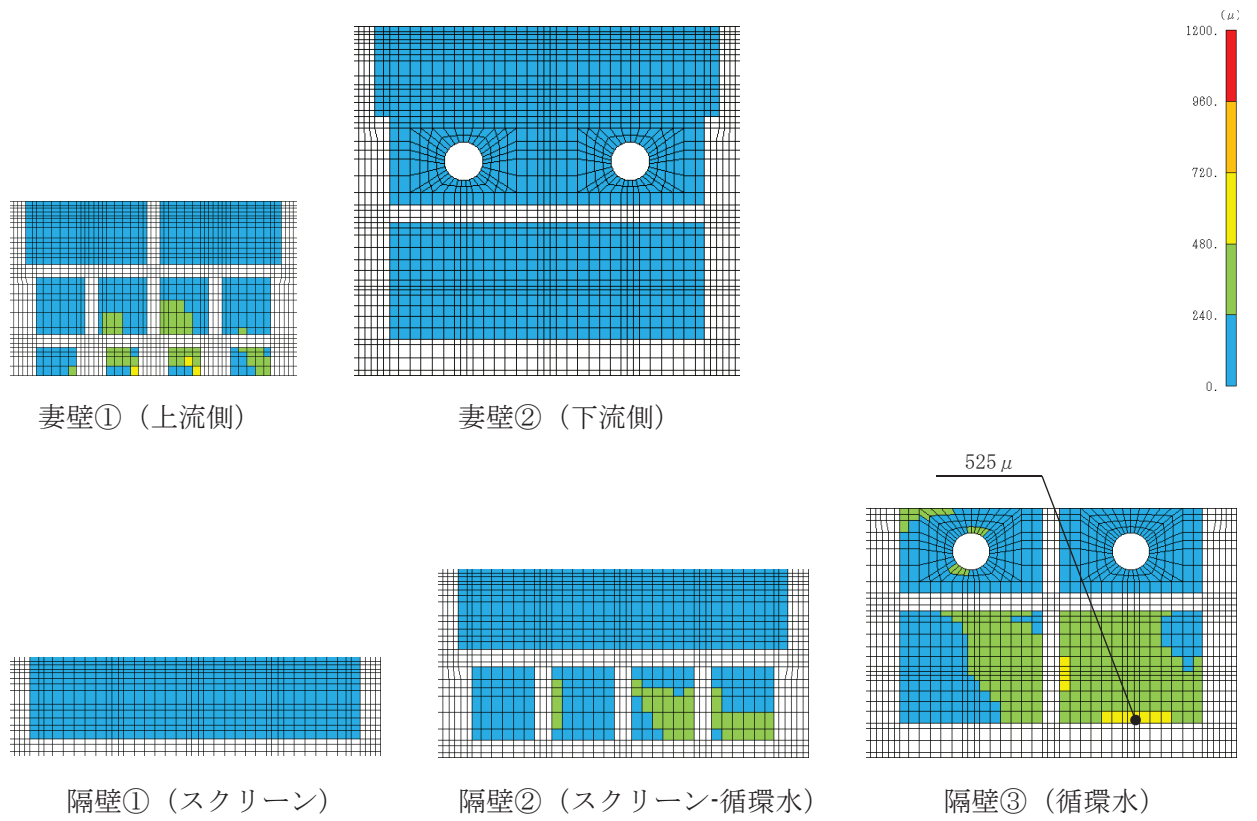 (μ)
1200.
960.
720.
480.
240.
0.
妻壁①（上流側）
妻壁②（下流側）
525μ
隔壁①（スクリーン）
隔壁②（スクリーン-循環水）
隔壁③（循環水）